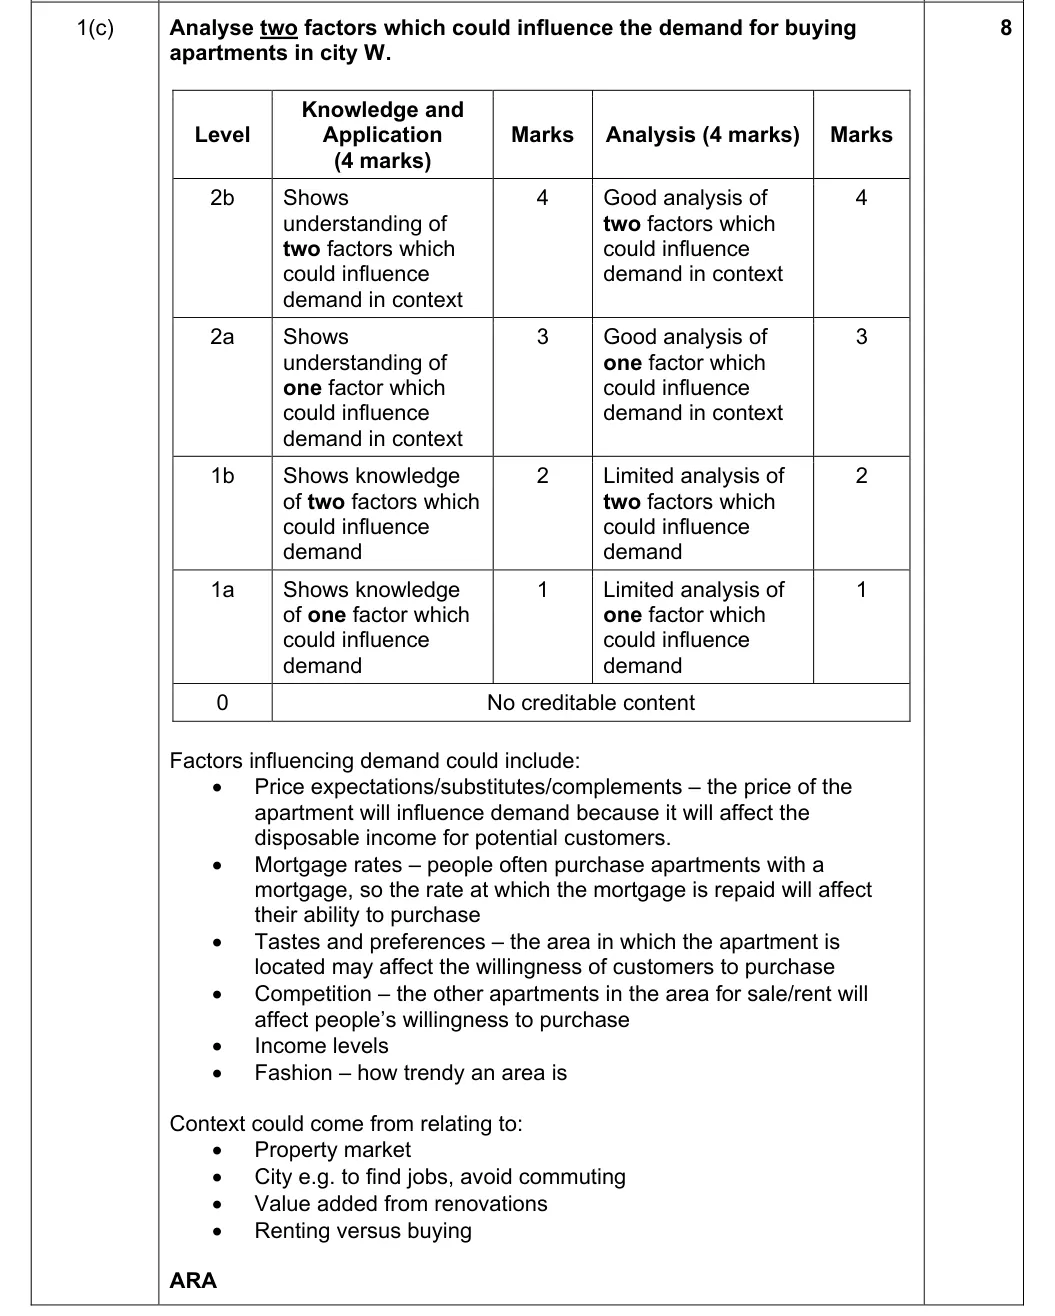 1(c)
Analyse two factors which could influence the demand for buying
apartments in city W.
8
Level
Knowledge and
Application
(4 marks)
Marks
Analysis (4 marks)
Marks
2b
Shows
understanding of
two factors which
could influence
demand in context
4
Good analysis of
two factors which
could influence
demand in context
4
2a
Shows
understanding of
one factor which
could influence
demand in context
3
Good analysis of
one factor which
could influence
demand in context
3
1b
Shows knowledge
of two factors which
could influence
demand
2
Limited analysis of
two factors which
could influence
demand
2
1a
Shows knowledge
of one factor which
could influence
demand
1
Limited analysis of
one factor which
could influence
demand
1
0
No creditable content
Factors influencing demand could include:
• Price expectations/substitutes/complements – the price of the
apartment will influence demand because it will affect the
disposable income for potential customers.
• Mortgage rates – people often purchase apartments with a
mortgage, so the rate at which the mortgage is repaid will affect
their ability to purchase
• Tastes and preferences – the area in which the apartment is
located may affect the willingness of customers to purchase
• Competition – the other apartments in the area for sale/rent will
affect people’s willingness to purchase
• Income levels
• Fashion – how trendy an area is
Context could come from relating to:
• Property market
• City e.g. to find jobs, avoid commuting
• Value added from renovations
• Renting versus buying
ARA